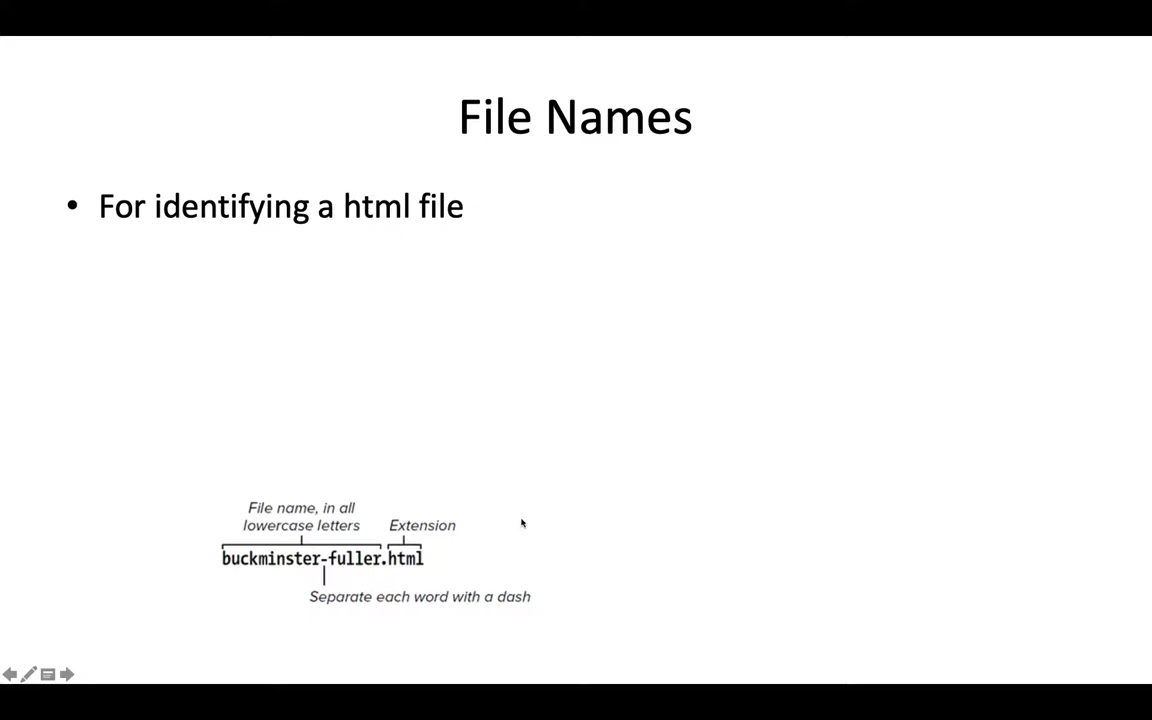 File Names
• For identifying a html file
File name, in all
lowercase letters
Extension
buckminster-fuller.html
Separate each word with a dash